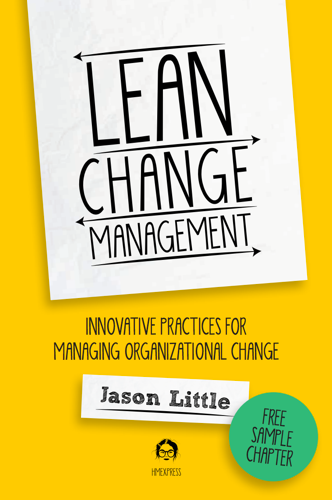 LEAN
CHANGE
MANAGEMENT
INNOVATIVE PRACTICES FOR
MANAGING ORGANIZATIONAL CHANGE
Jason Little
FREE
SAMPLE
CHAPTER
HMEXPRESS